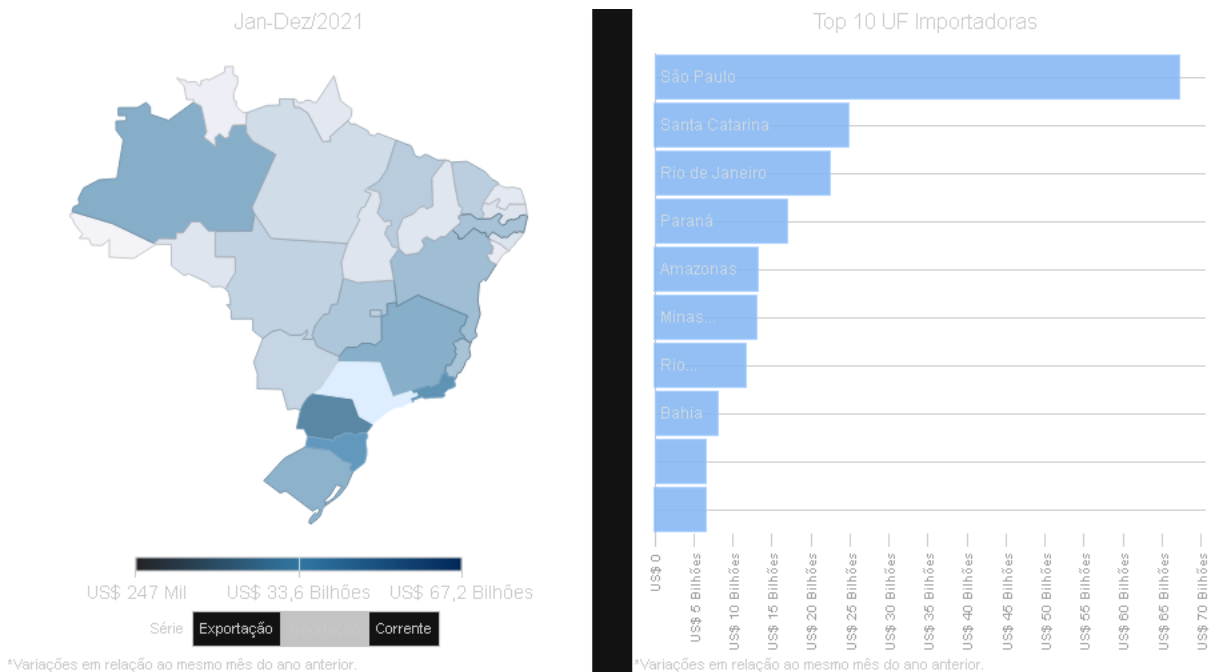 Jan-Dez/2021
US$ 247 Mil
US$ 33,6 Bilhões
US$ 67,2 Bilhões
Série
Exportação
Corrente
*Variações em relação ao mesmo mês do ano anterior.
Top 10 UF Importadoras
São Paulo
Santa Catarina
Rio de Janeiro
Paraná
Amazonas
Minas...
Rio...
Bahia
US$ 0
US$ 5 Bilhões
US$ 10 Bilhões
US$ 15 Bilhões
US$ 20 Bilhões
US$ 25 Bilhões
US$ 30 Bilhões
US$ 35 Bilhões
US$ 40 Bilhões
US$ 45 Bilhões
US$ 50 Bilhões
US$ 55 Bilhões
US$ 60 Bilhões
US$ 65 Bilhões
US$ 70 Bilhões
*Variações em relação ao mesmo mês do ano anterior.